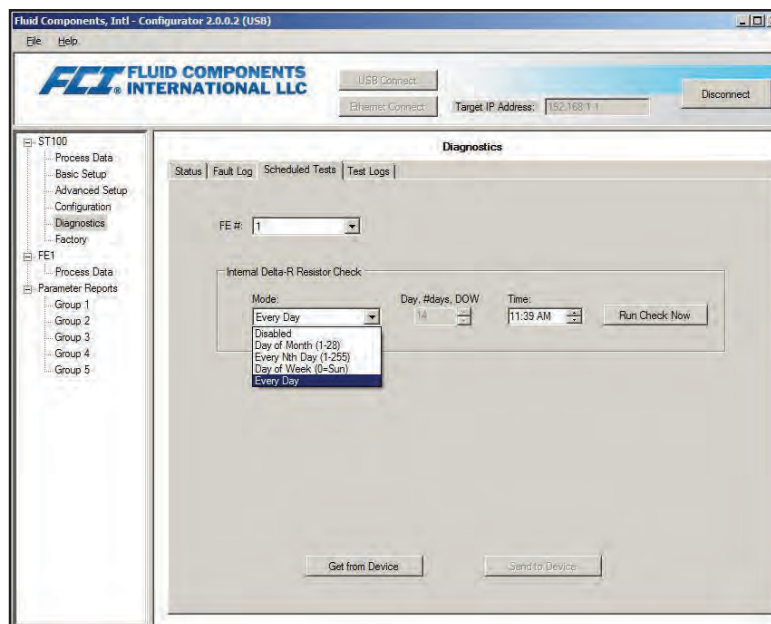 Fluid Components, Intl - Configurator 2.0.0.2 (USB)
File Help
FCI® FLUID COMPONENTS
INTERNATIONAL LLC
USB Connect
Ethernet Connect Target IP Address: 192.168.1.1 Disconnect
ST100
Process Data
Basic Setup
Advanced Setup
Configuration
Diagnostics
Factory
FE1
Process Data
Parameter Reports
Group 1
Group 2
Group 3
Group 4
Group 5
Diagnostics
Status Fault Log Scheduled Tests Test Logs
FE #: 1
Internal Delta-R Resistor Check
Mode: Day, #days, DOW Time:
Every Day 14 11:39 AM Run Check Now
Disabled
Day of Month (1-28)
Every Nth Day (1-255)
Day of Week (0=Sun)
Every Day
Get from Device Send to Device